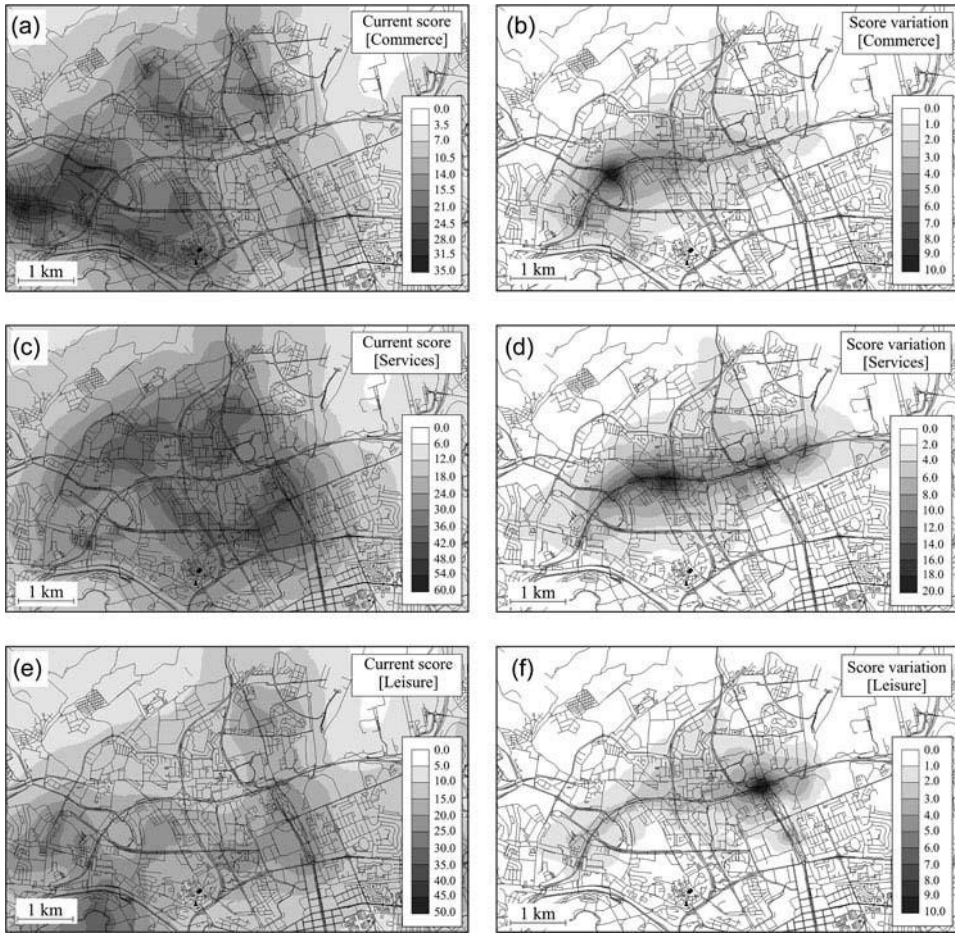 (a)
Current score
[Commerce]
0.0
3.5
7.0
10.5
14.0
15.5
21.0
24.5
28.0
31.5
35.0
1 km
(b)
Score variation
[Commerce]
0.0
1.0
2.0
3.0
4.0
5.0
6.0
7.0
8.0
9.0
10.0
1 km
(c)
Current score
[Services]
0.0
6.0
12.0
18.0
24.0
30.0
36.0
42.0
48.0
54.0
60.0
1 km
(d)
Score variation
[Services]
0.0
2.0
4.0
6.0
8.0
10.0
12.0
14.0
16.0
18.0
20.0
1 km
(e)
Current score
[Leisure]
0.0
5.0
10.0
15.0
20.0
25.0
30.0
35.0
40.0
45.0
50.0
1 km
(f)
Score variation
[Leisure]
0.0
1.0
2.0
3.0
4.0
5.0
6.0
7.0
8.0
9.0
10.0
1 km